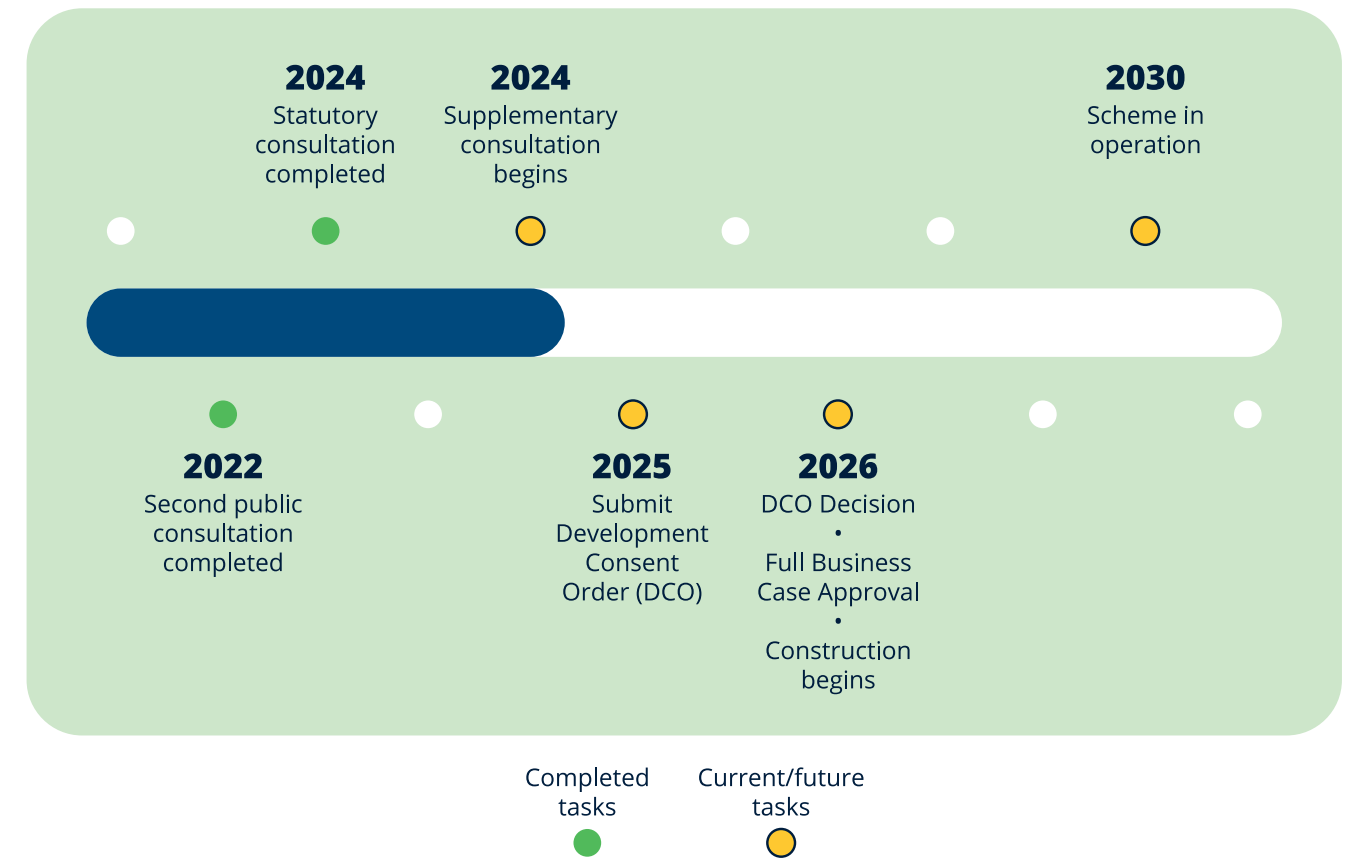 2024
Statutory
consultation
completed
2024
Supplementary
consultation
begins
2030
Scheme in
operation
2022
Second public
consultation
completed
2025
Submit
Development
Consent
Order (DCO)
2026
DCO Decision
•
Full Business
Case Approval
•
Construction
begins
Completed
tasks
Current/future
tasks